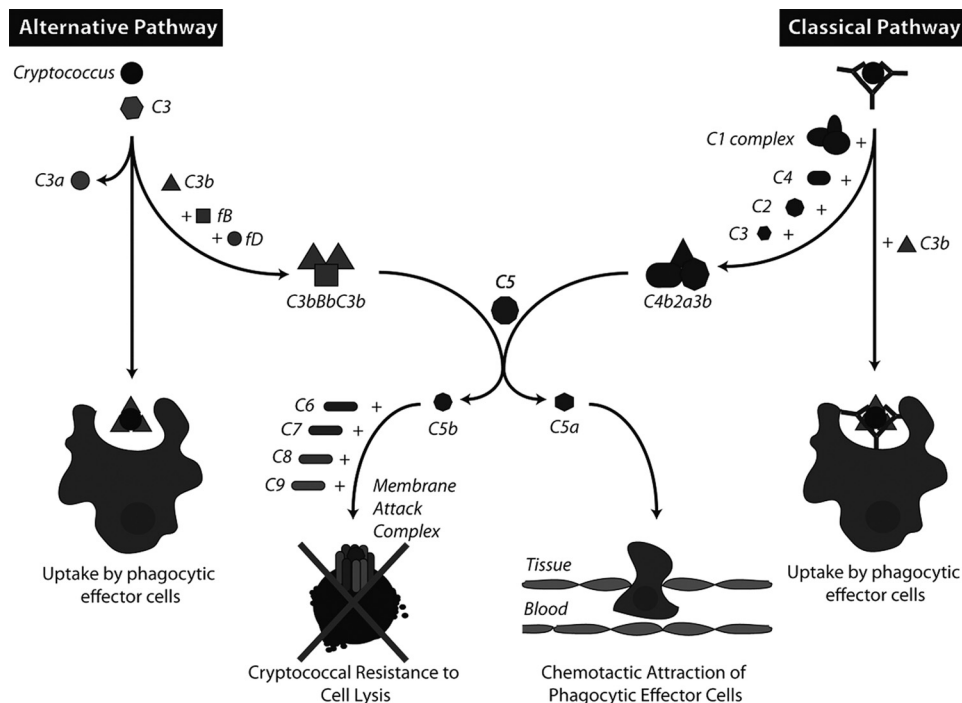 Alternative Pathway
Classical Pathway
Cryptococcus
C3
C3a
C3b
+ fB
+ fD
C3bBbC3b
C1 complex +
C4 +
C2 +
C3 +
+ C3b
C4b2a3b
C5
C5b
C5a
C6 +
C7 +
C8 +
C9 +
Membrane
Attack
Complex
Tissue
Blood
Uptake by phagocytic
effector cells
Cryptococcal Resistance to
Cell Lysis
Chemotactic Attraction of
Phagocytic Effector Cells
Uptake by phagocytic
effector cells